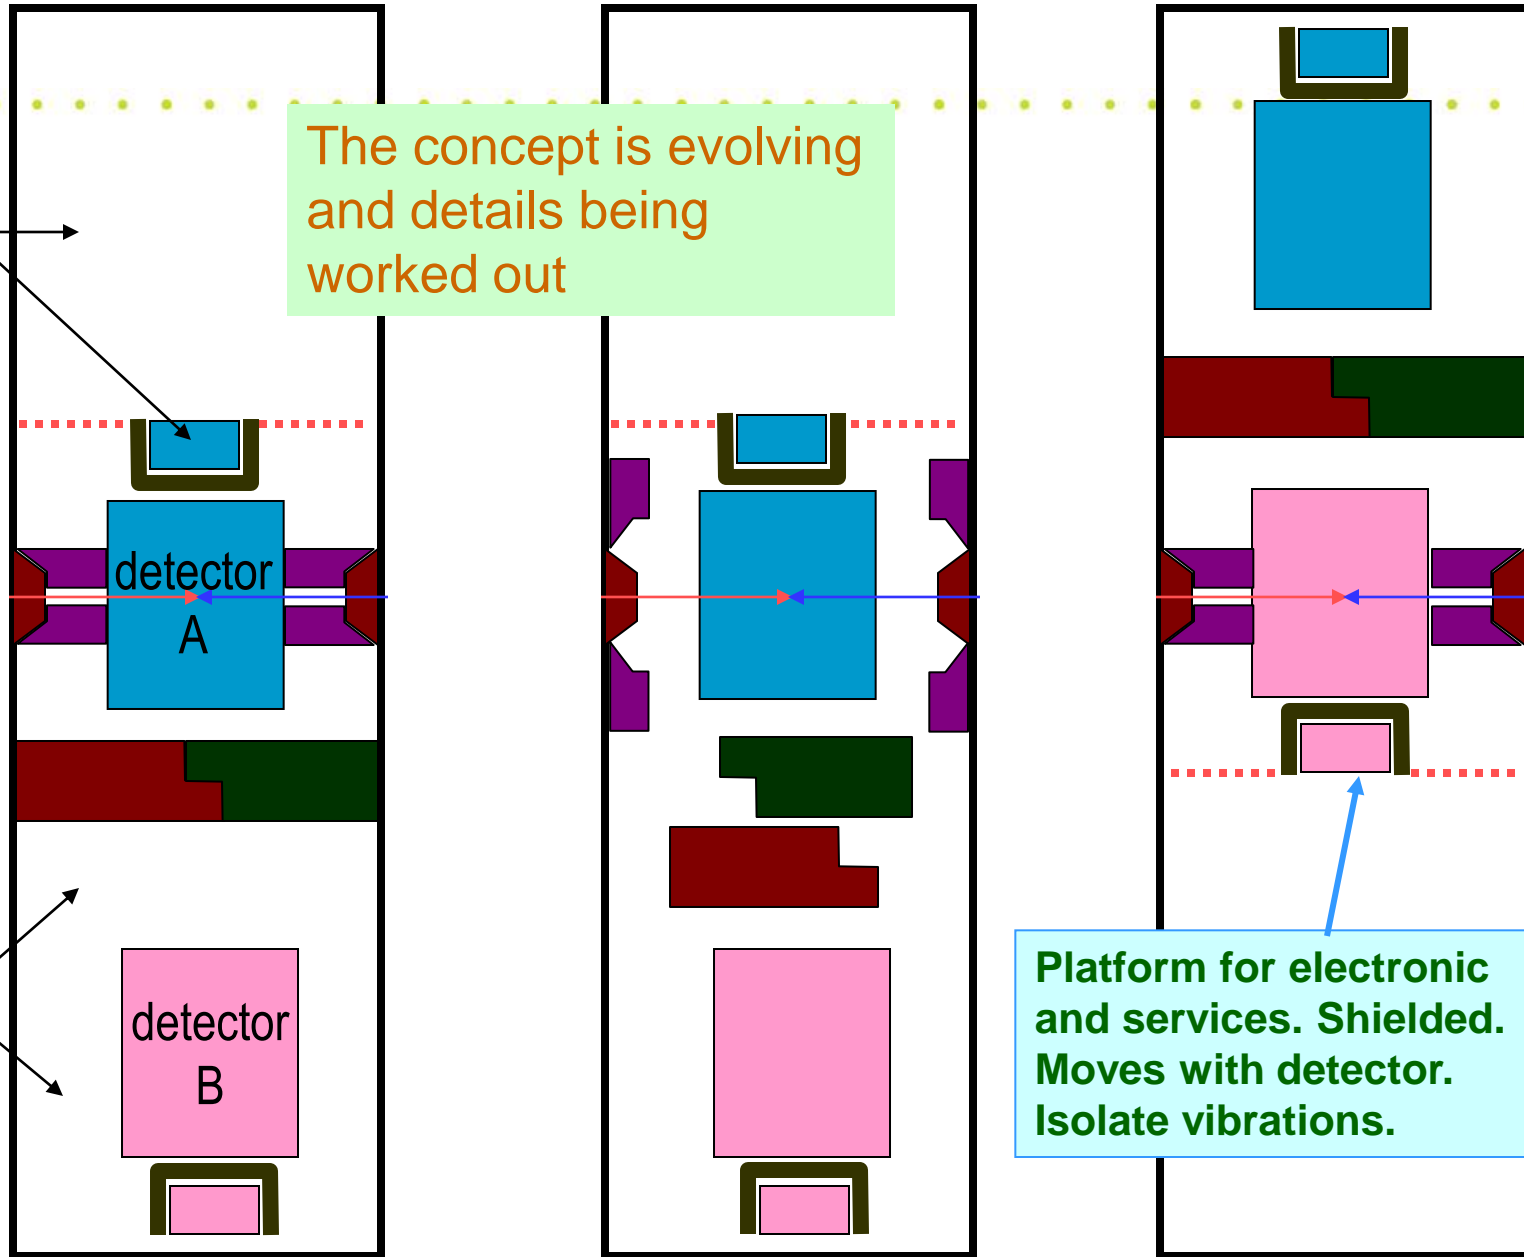 The concept is evolving
and details being
worked out
detector
A
detector
B
Platform for electronic
and services. Shielded.
Moves with detector.
Isolate vibrations.